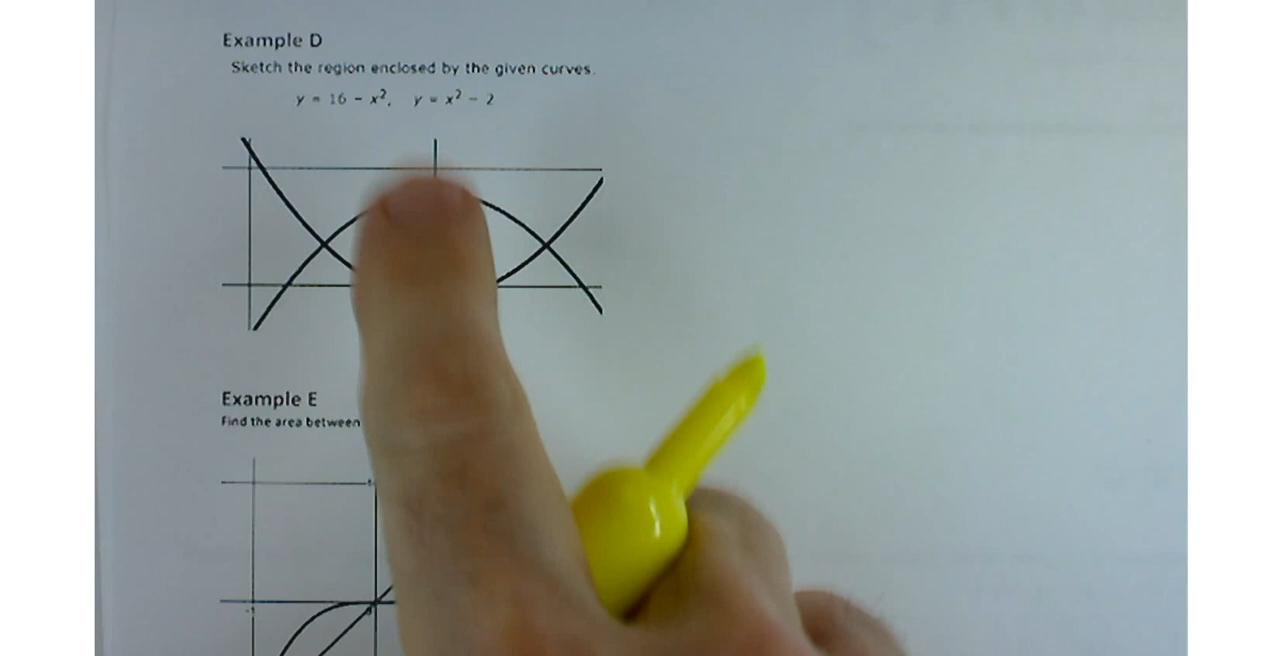 Example D
Sketch the region enclosed by the given curves.
y = 16 − x², y = x² − 2
Example E
Find the area between